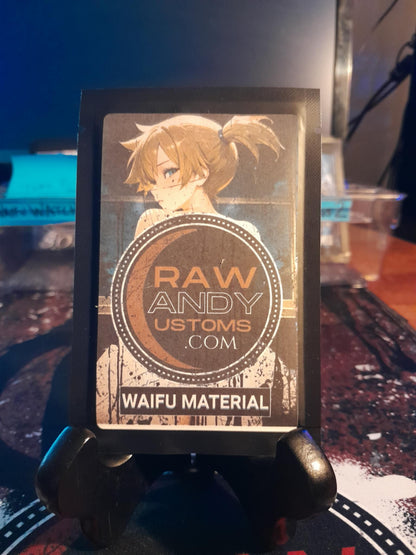 RAW
ANDY
USTOMS
.COM
WAIFU MATERIAL